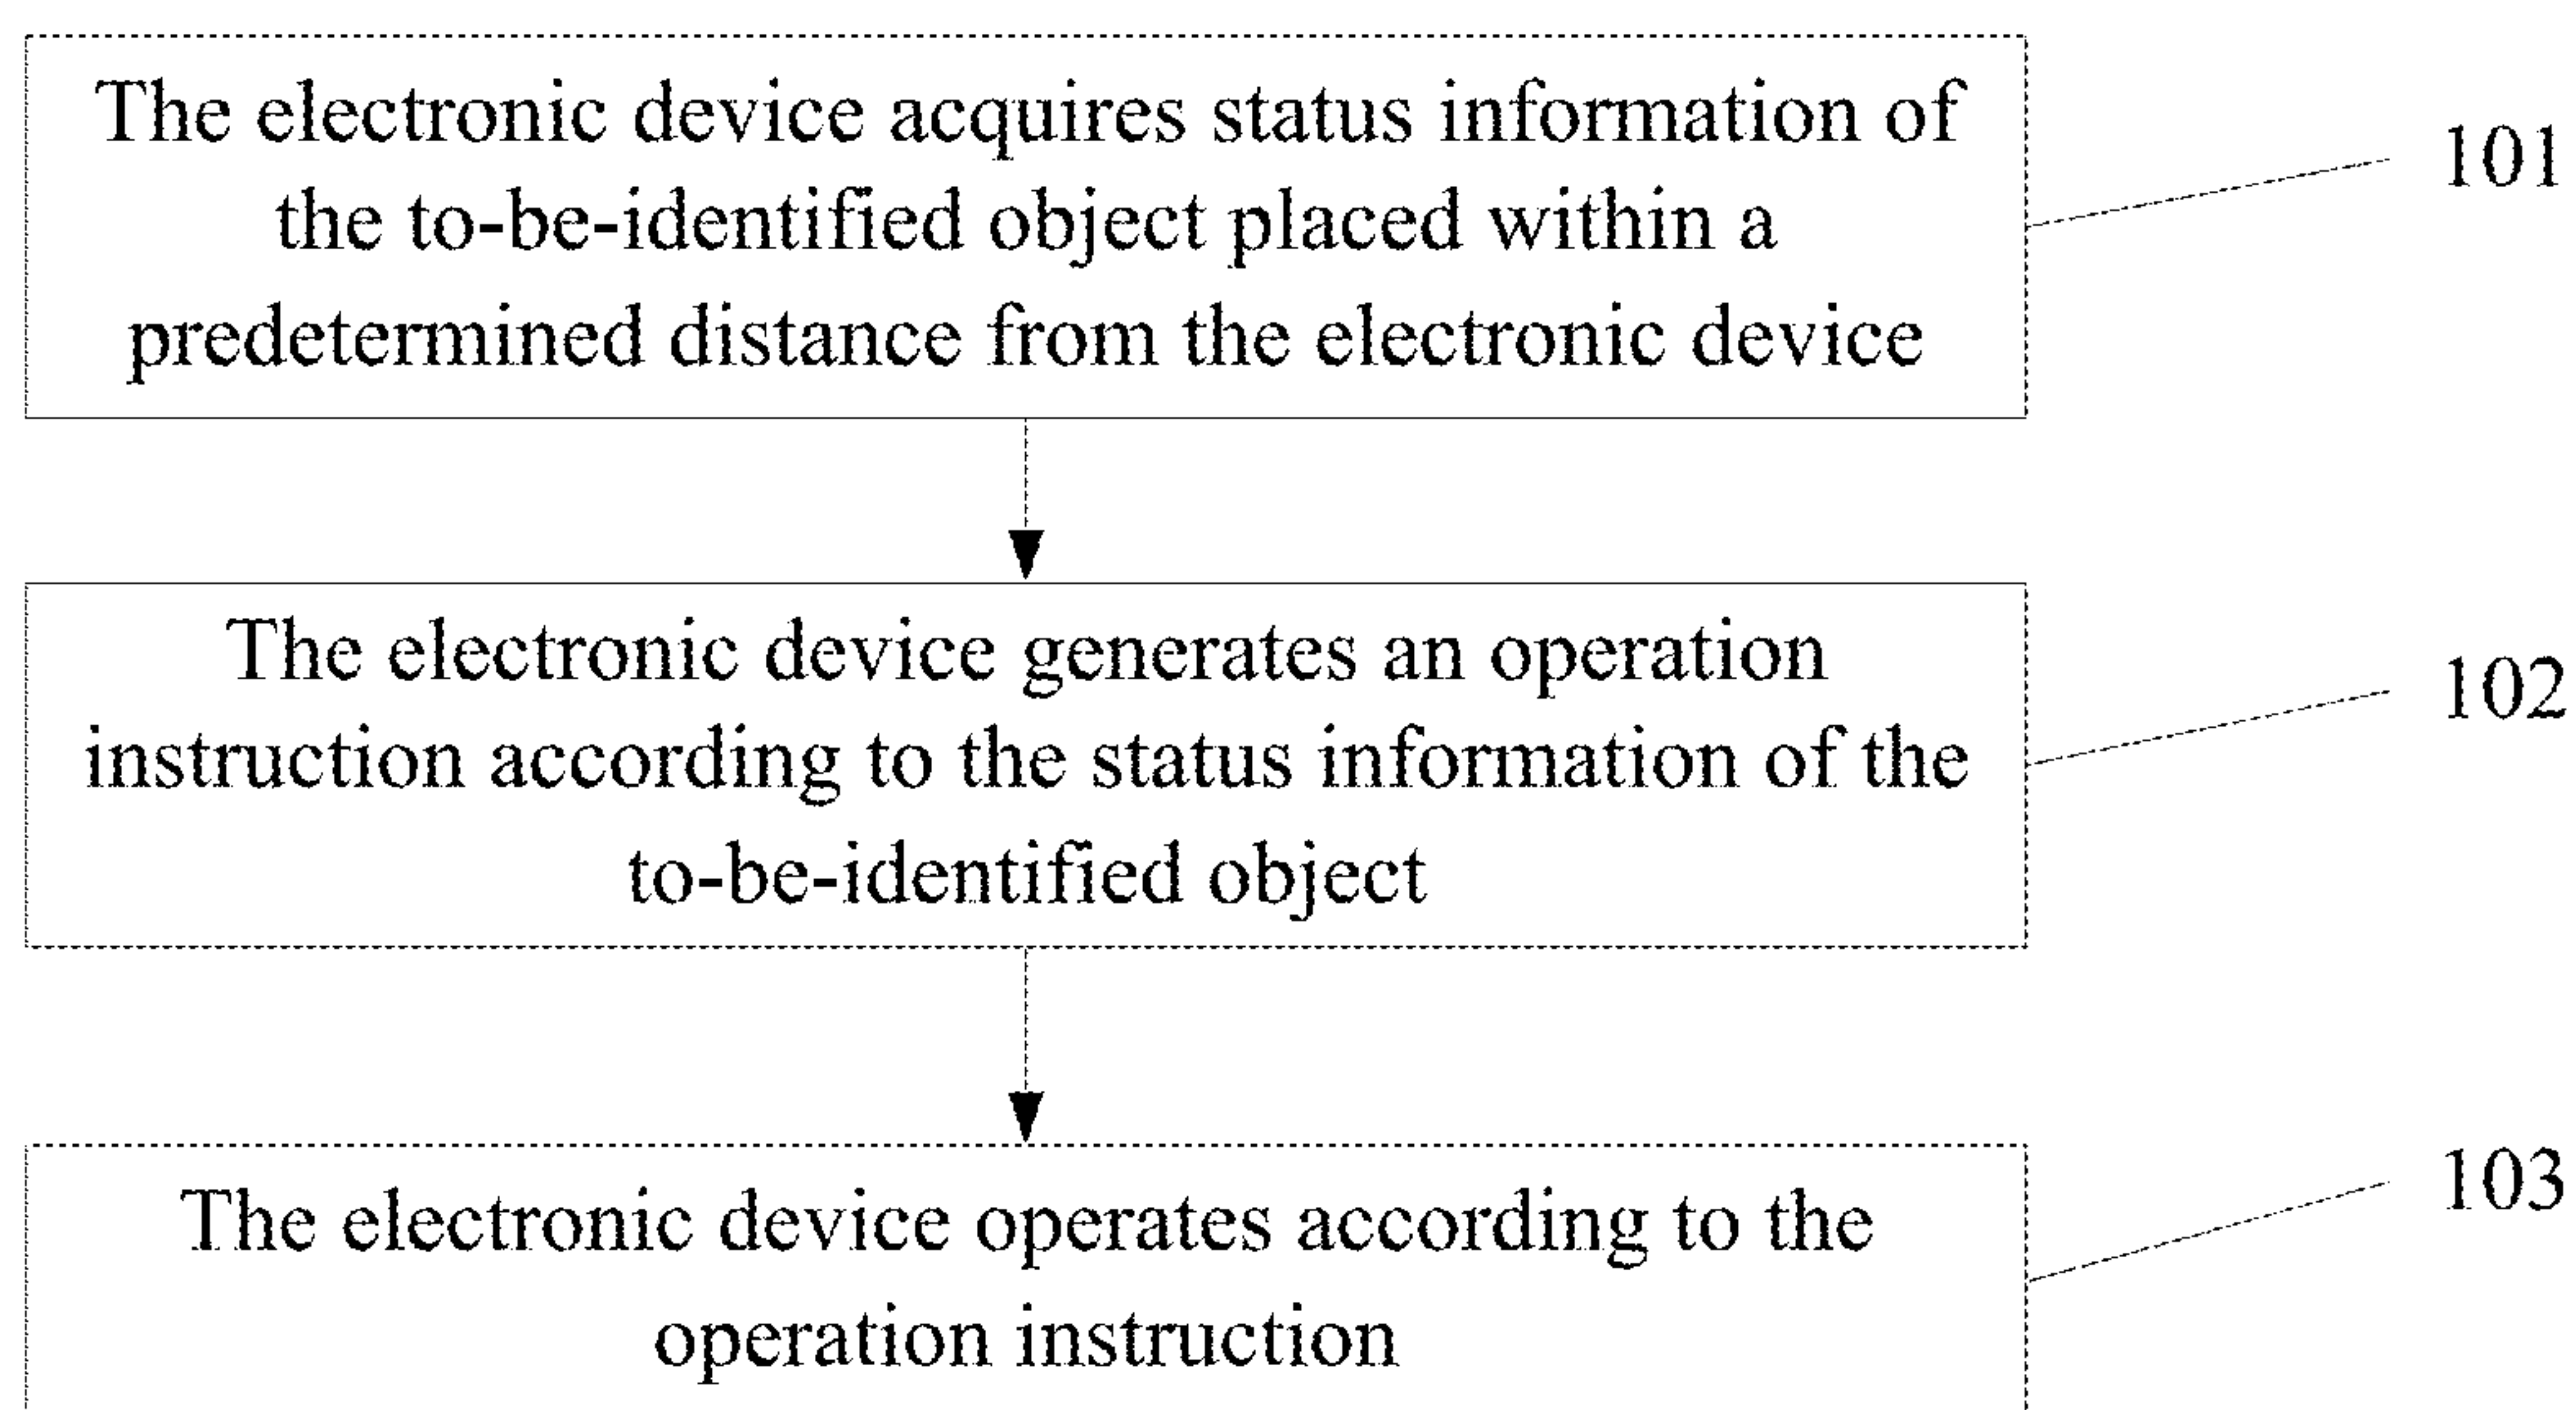 The electronic device acquires status information of
the to-be-identified object placed within a
predetermined distance from the electronic device
101
The electronic device generates an operation
instruction according to the status information of the
to-be-identified object
102
The electronic device operates according to the
operation instruction
103